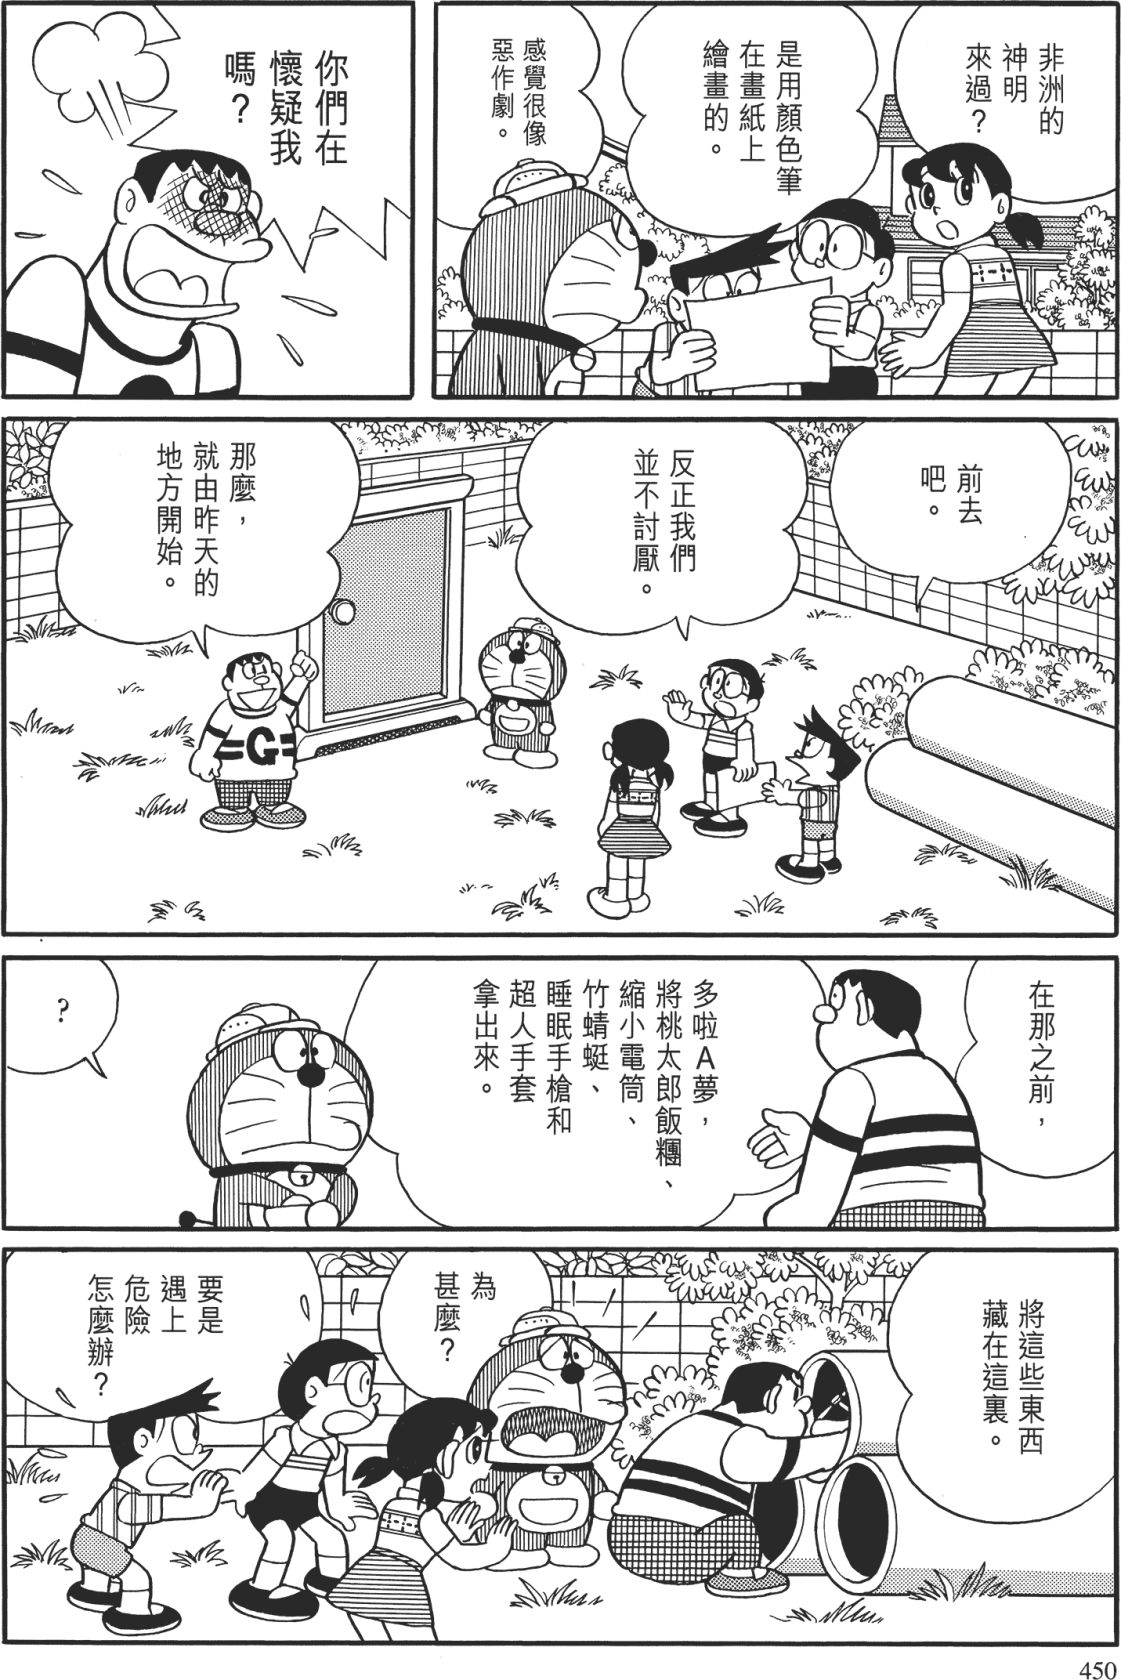 非洲的
神明
來過？
是用顏色筆
在畫紙上
繪畫的。
感覺很像
惡作劇。
你們在
懷疑我
嗎？
前去
吧。
反正我們
並不討厭。
那麼，
就由昨天的
地方開始。
G
在那之前，
多啦A夢，
將桃太郎飯糰、
縮小電筒、
竹蜻蜓、
睡眠手槍和
超人手套
拿出來。
？
將這些東西
藏在這裏。
為
甚麼？
要是
遇上
危險
怎麼辦？
450